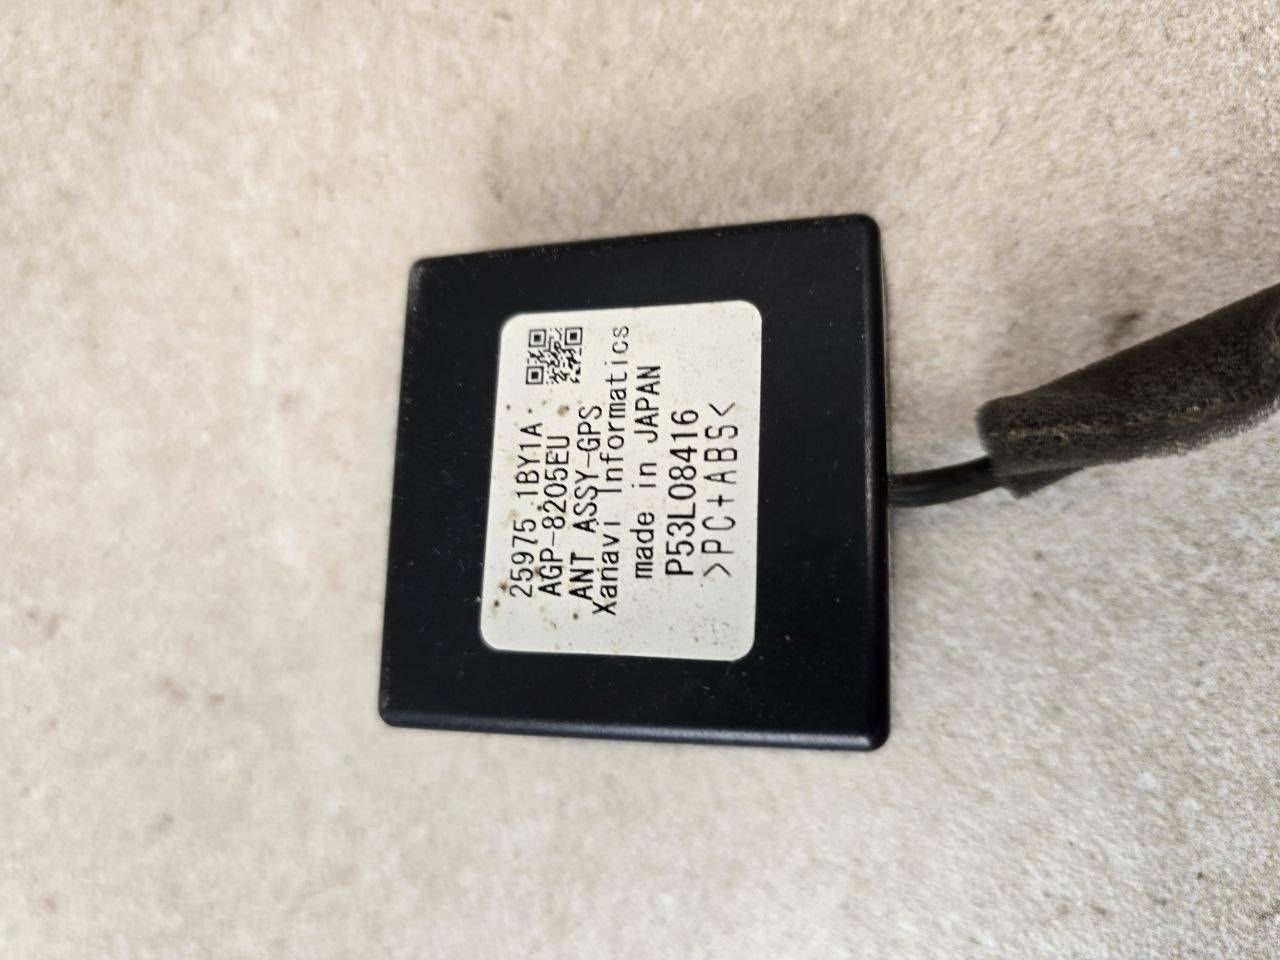 25975 1BY1A
AGP-8205EU
ANT ASSY-GPS
Xanavi Informatics
made in JAPAN
P53L08416
>PC+ABS<